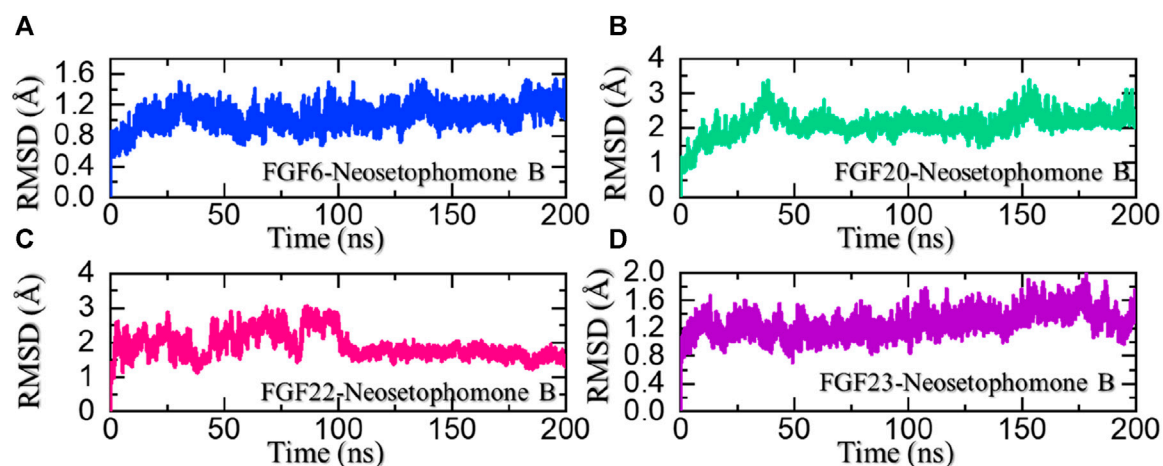 A
RMSD (Å)
1.6
1.2
0.8
0.4
0.0
FGF6-Neosetophomone B
0 50 100 150 200
Time (ns)
B
RMSD (Å)
4
3
2
1
0
FGF20-Neosetophomone B
0 50 100 150 200
Time (ns)
C
RMSD (Å)
4
3
2
1
0
FGF22-Neosetophomone B
0 50 100 150 200
Time (ns)
D
RMSD (Å)
2.0
1.6
1.2
0.8
0.4
0.0
FGF23-Neosetophomone B
0 50 100 150 200
Time (ns)